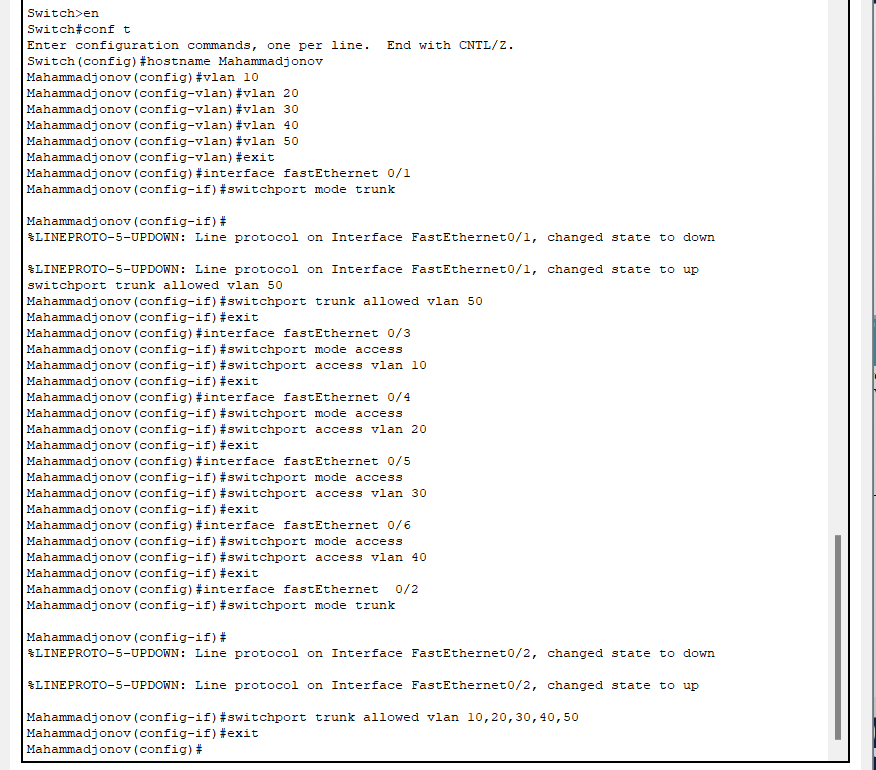 Switch>en
Switch#conf t
Enter configuration commands, one per line.  End with CNTL/Z.
Switch(config)#hostname Mahammadjonov
Mahammadjonov(config)#vlan 10
Mahammadjonov(config-vlan)#vlan 20
Mahammadjonov(config-vlan)#vlan 30
Mahammadjonov(config-vlan)#vlan 40
Mahammadjonov(config-vlan)#vlan 50
Mahammadjonov(config-vlan)#exit
Mahammadjonov(config)#interface fastEthernet 0/1
Mahammadjonov(config-if)#switchport mode trunk
Mahammadjonov(config-if)#
%LINEPROTO-5-UPDOWN: Line protocol on Interface FastEthernet0/1, changed state to down
%LINEPROTO-5-UPDOWN: Line protocol on Interface FastEthernet0/1, changed state to up
switchport trunk allowed vlan 50
Mahammadjonov(config-if)#switchport trunk allowed vlan 50
Mahammadjonov(config-if)#exit
Mahammadjonov(config)#interface fastEthernet 0/3
Mahammadjonov(config-if)#switchport mode access
Mahammadjonov(config-if)#switchport access vlan 10
Mahammadjonov(config-if)#exit
Mahammadjonov(config)#interface fastEthernet 0/4
Mahammadjonov(config-if)#switchport mode access
Mahammadjonov(config-if)#switchport access vlan 20
Mahammadjonov(config-if)#exit
Mahammadjonov(config)#interface fastEthernet 0/5
Mahammadjonov(config-if)#switchport mode access
Mahammadjonov(config-if)#switchport access vlan 30
Mahammadjonov(config-if)#exit
Mahammadjonov(config)#interface fastEthernet 0/6
Mahammadjonov(config-if)#switchport mode access
Mahammadjonov(config-if)#switchport access vlan 40
Mahammadjonov(config-if)#exit
Mahammadjonov(config)#interface fastEthernet  0/2
Mahammadjonov(config-if)#switchport mode trunk
Mahammadjonov(config-if)#
%LINEPROTO-5-UPDOWN: Line protocol on Interface FastEthernet0/2, changed state to down
%LINEPROTO-5-UPDOWN: Line protocol on Interface FastEthernet0/2, changed state to up
Mahammadjonov(config-if)#switchport trunk allowed vlan 10,20,30,40,50
Mahammadjonov(config-if)#exit
Mahammadjonov(config)#